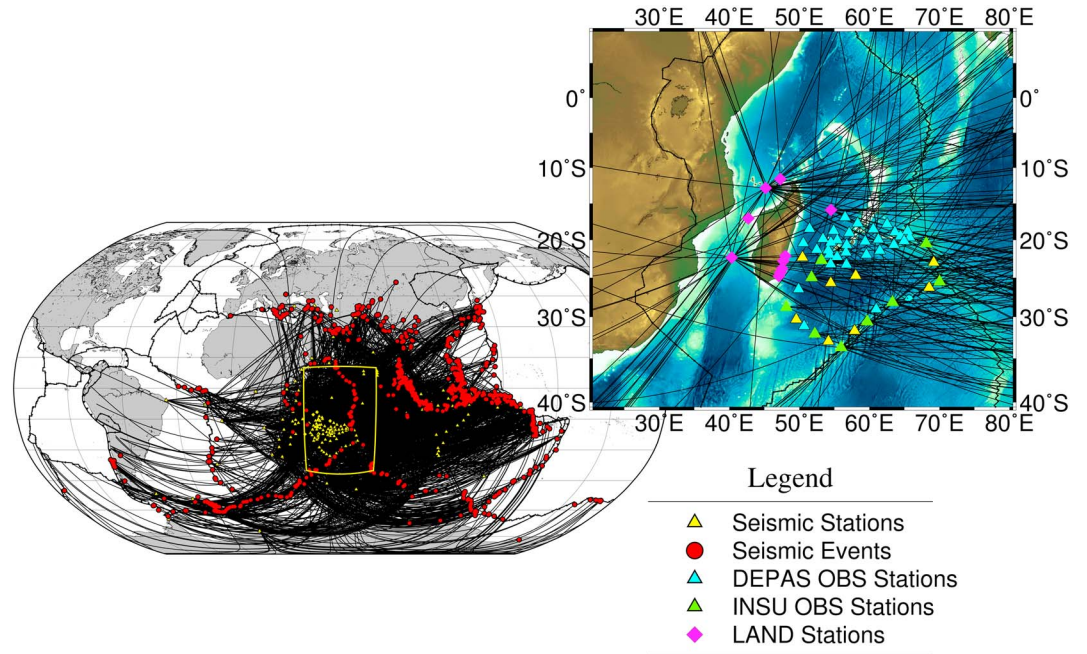 30˚E 40˚E 50˚E 60˚E 70˚E 80˚E
0˚ 0˚
10˚S 10˚S
20˚S 20˚S
30˚S 30˚S
40˚S 40˚S
30˚E 40˚E 50˚E 60˚E 70˚E 80˚E
Legend
Seismic Stations
Seismic Events
DEPAS OBS Stations
INSU OBS Stations
LAND Stations